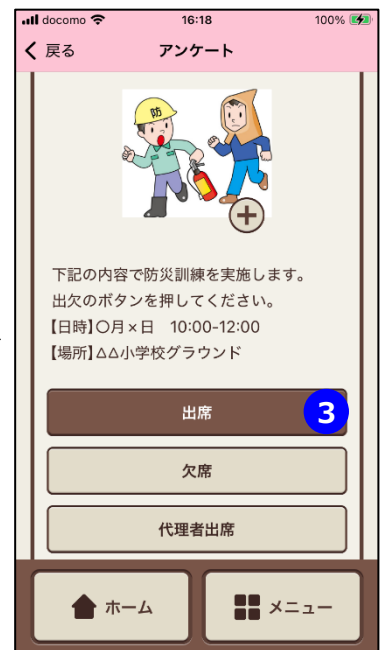 docomo 16:18 100%
戻る アンケート
防
下記の内容で防災訓練を実施します。
出欠のボタンを押してください。
【日時】○月×日 10:00-12:00
【場所】△△小学校グラウンド
出席 3
欠席
代理者出席
ホーム メニュー